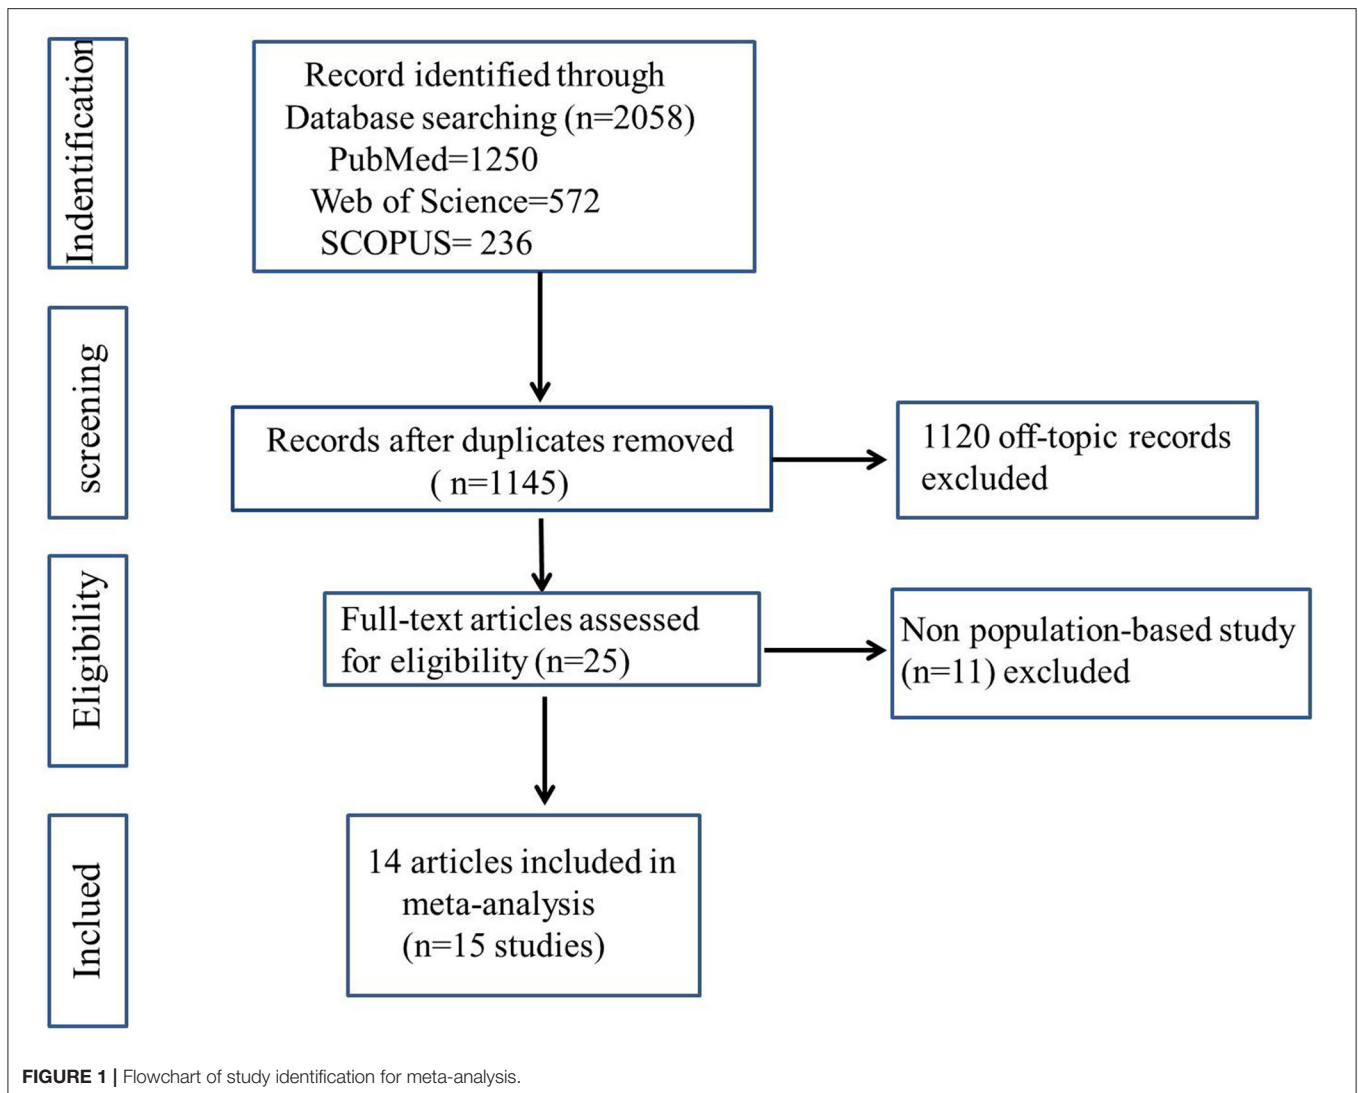 Indentification
Record identified through
Database searching (n=2058)
PubMed=1250
Web of Science=572
SCOPUS= 236
screening
Records after duplicates removed
( n=1145)
1120 off-topic records
excluded
Eligibility
Full-text articles assessed
for eligibility (n=25)
Non population-based study
(n=11) excluded
Inclued
14 articles included in
meta-analysis
(n=15 studies)
FIGURE 1 | Flowchart of study identification for meta-analysis.